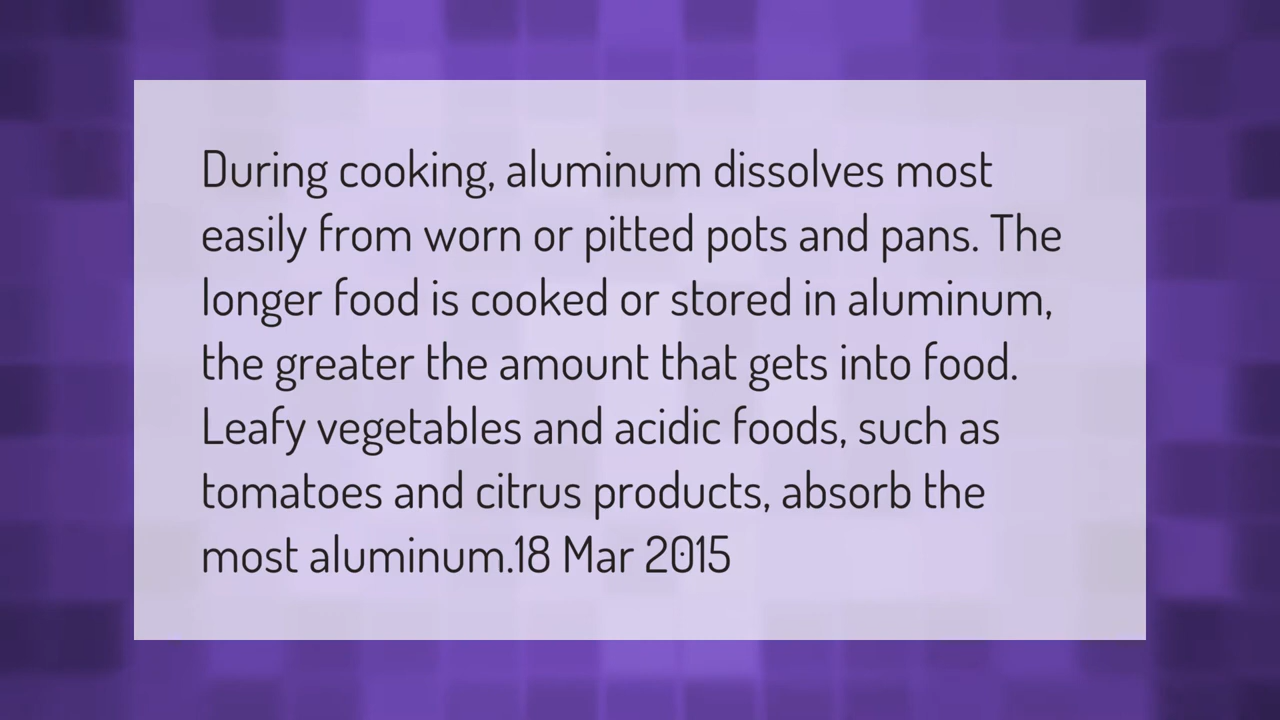 During cooking, aluminum dissolves most
easily from worn or pitted pots and pans. The
longer food is cooked or stored in aluminum,
the greater the amount that gets into food.
Leafy vegetables and acidic foods, such as
tomatoes and citrus products, absorb the
most aluminum.18 Mar 2015